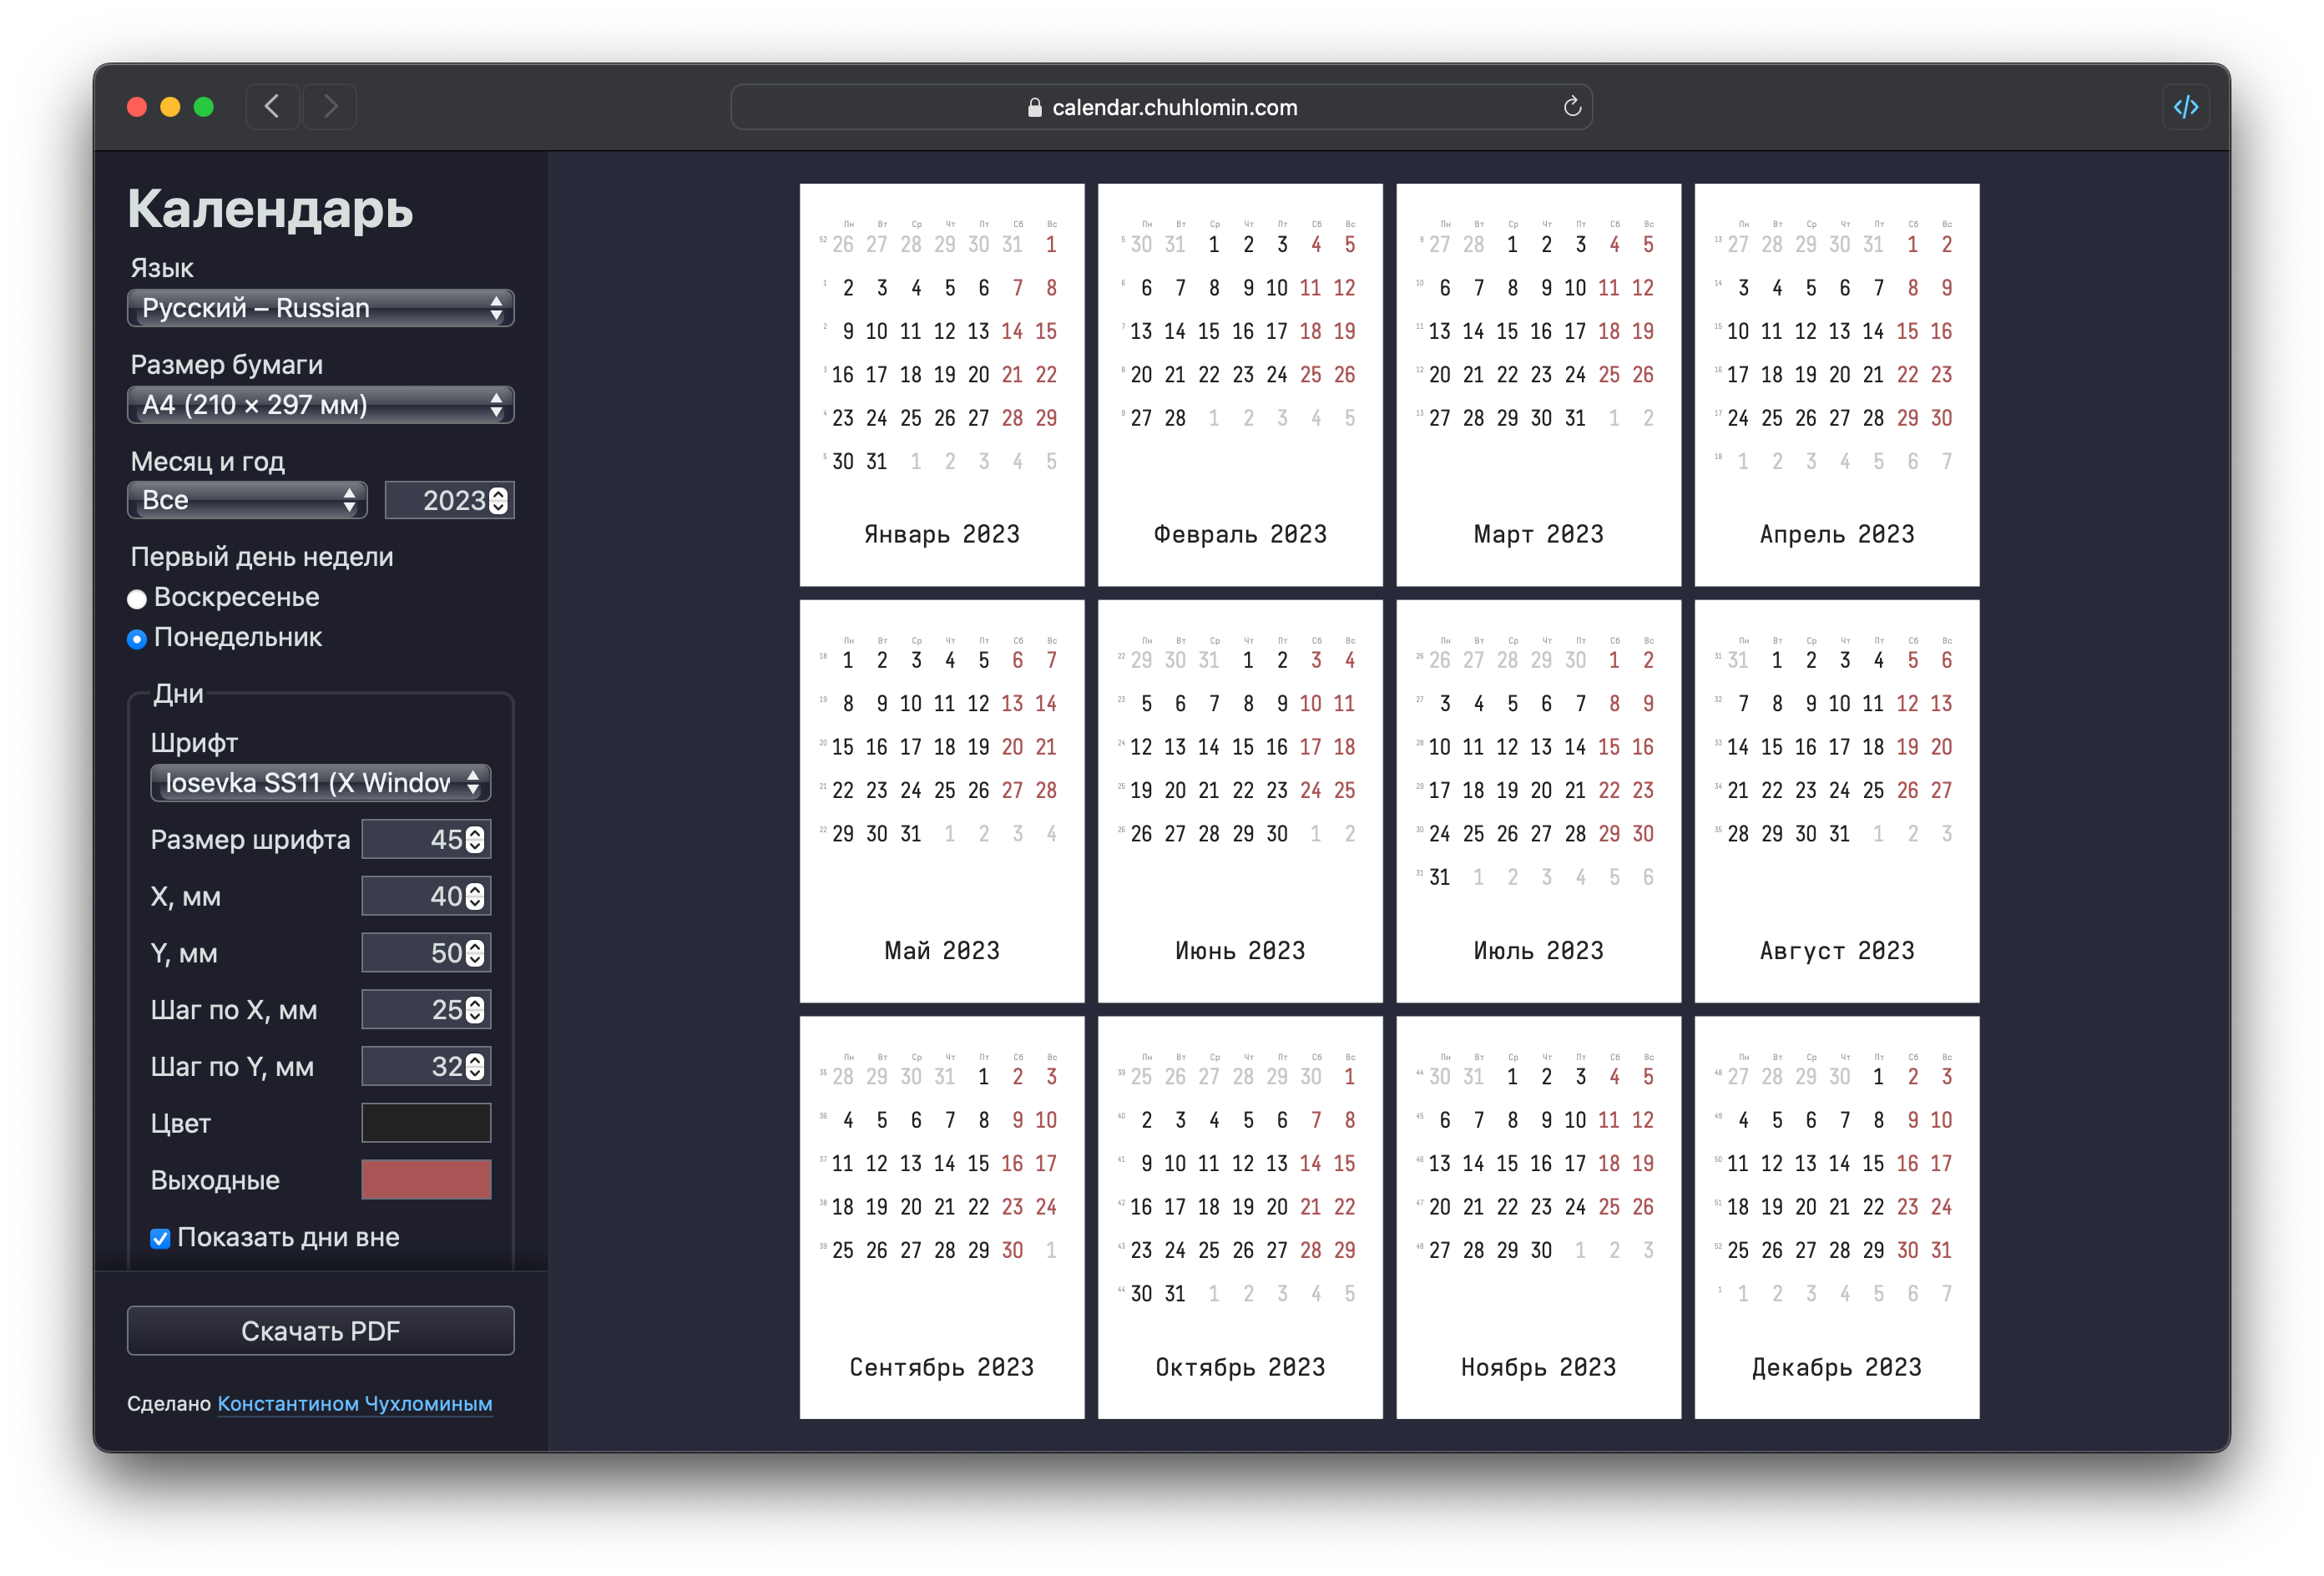 calendar.chuhlomin.com
Календарь
Язык
Русский – Russian
Размер бумаги
A4 (210 × 297 мм)
Месяц и год
Все 2023
Первый день недели
Воскресенье
Понедельник
Дни
Шрифт
Iosevka SS11 (X Window
Размер шрифта 45
X, мм 40
Y, мм 50
Шаг по X, мм 25
Шаг по Y, мм 32
Цвет
Выходные
Показать дни вне
Скачать PDF
Сделано Константином Чухломиным
Пн Вт Ср Чт Пт Сб Вс
52 26 27 28 29 30 31 1
1 2 3 4 5 6 7 8
2 9 10 11 12 13 14 15
3 16 17 18 19 20 21 22
4 23 24 25 26 27 28 29
5 30 31 1 2 3 4 5
Январь 2023
Пн Вт Ср Чт Пт Сб Вс
5 30 31 1 2 3 4 5
6 6 7 8 9 10 11 12
7 13 14 15 16 17 18 19
8 20 21 22 23 24 25 26
9 27 28 1 2 3 4 5
Февраль 2023
Пн Вт Ср Чт Пт Сб Вс
9 27 28 1 2 3 4 5
10 6 7 8 9 10 11 12
11 13 14 15 16 17 18 19
12 20 21 22 23 24 25 26
13 27 28 29 30 31 1 2
Март 2023
Пн Вт Ср Чт Пт Сб Вс
13 27 28 29 30 31 1 2
14 3 4 5 6 7 8 9
15 10 11 12 13 14 15 16
16 17 18 19 20 21 22 23
17 24 25 26 27 28 29 30
18 1 2 3 4 5 6 7
Апрель 2023
Пн Вт Ср Чт Пт Сб Вс
18 1 2 3 4 5 6 7
19 8 9 10 11 12 13 14
20 15 16 17 18 19 20 21
21 22 23 24 25 26 27 28
22 29 30 31 1 2 3 4
Май 2023
Пн Вт Ср Чт Пт Сб Вс
22 29 30 31 1 2 3 4
23 5 6 7 8 9 10 11
24 12 13 14 15 16 17 18
25 19 20 21 22 23 24 25
26 26 27 28 29 30 1 2
Июнь 2023
Пн Вт Ср Чт Пт Сб Вс
26 26 27 28 29 30 1 2
27 3 4 5 6 7 8 9
28 10 11 12 13 14 15 16
29 17 18 19 20 21 22 23
30 24 25 26 27 28 29 30
31 31 1 2 3 4 5 6
Июль 2023
Пн Вт Ср Чт Пт Сб Вс
31 31 1 2 3 4 5 6
32 7 8 9 10 11 12 13
33 14 15 16 17 18 19 20
34 21 22 23 24 25 26 27
35 28 29 30 31 1 2 3
Август 2023
Пн Вт Ср Чт Пт Сб Вс
35 28 29 30 31 1 2 3
36 4 5 6 7 8 9 10
37 11 12 13 14 15 16 17
38 18 19 20 21 22 23 24
39 25 26 27 28 29 30 1
Сентябрь 2023
Пн Вт Ср Чт Пт Сб Вс
39 25 26 27 28 29 30 1
40 2 3 4 5 6 7 8
41 9 10 11 12 13 14 15
42 16 17 18 19 20 21 22
43 23 24 25 26 27 28 29
44 30 31 1 2 3 4 5
Октябрь 2023
Пн Вт Ср Чт Пт Сб Вс
44 30 31 1 2 3 4 5
45 6 7 8 9 10 11 12
46 13 14 15 16 17 18 19
47 20 21 22 23 24 25 26
48 27 28 29 30 1 2 3
Ноябрь 2023
Пн Вт Ср Чт Пт Сб Вс
48 27 28 29 30 1 2 3
49 4 5 6 7 8 9 10
50 11 12 13 14 15 16 17
51 18 19 20 21 22 23 24
52 25 26 27 28 29 30 31
1 1 2 3 4 5 6 7
Декабрь 2023